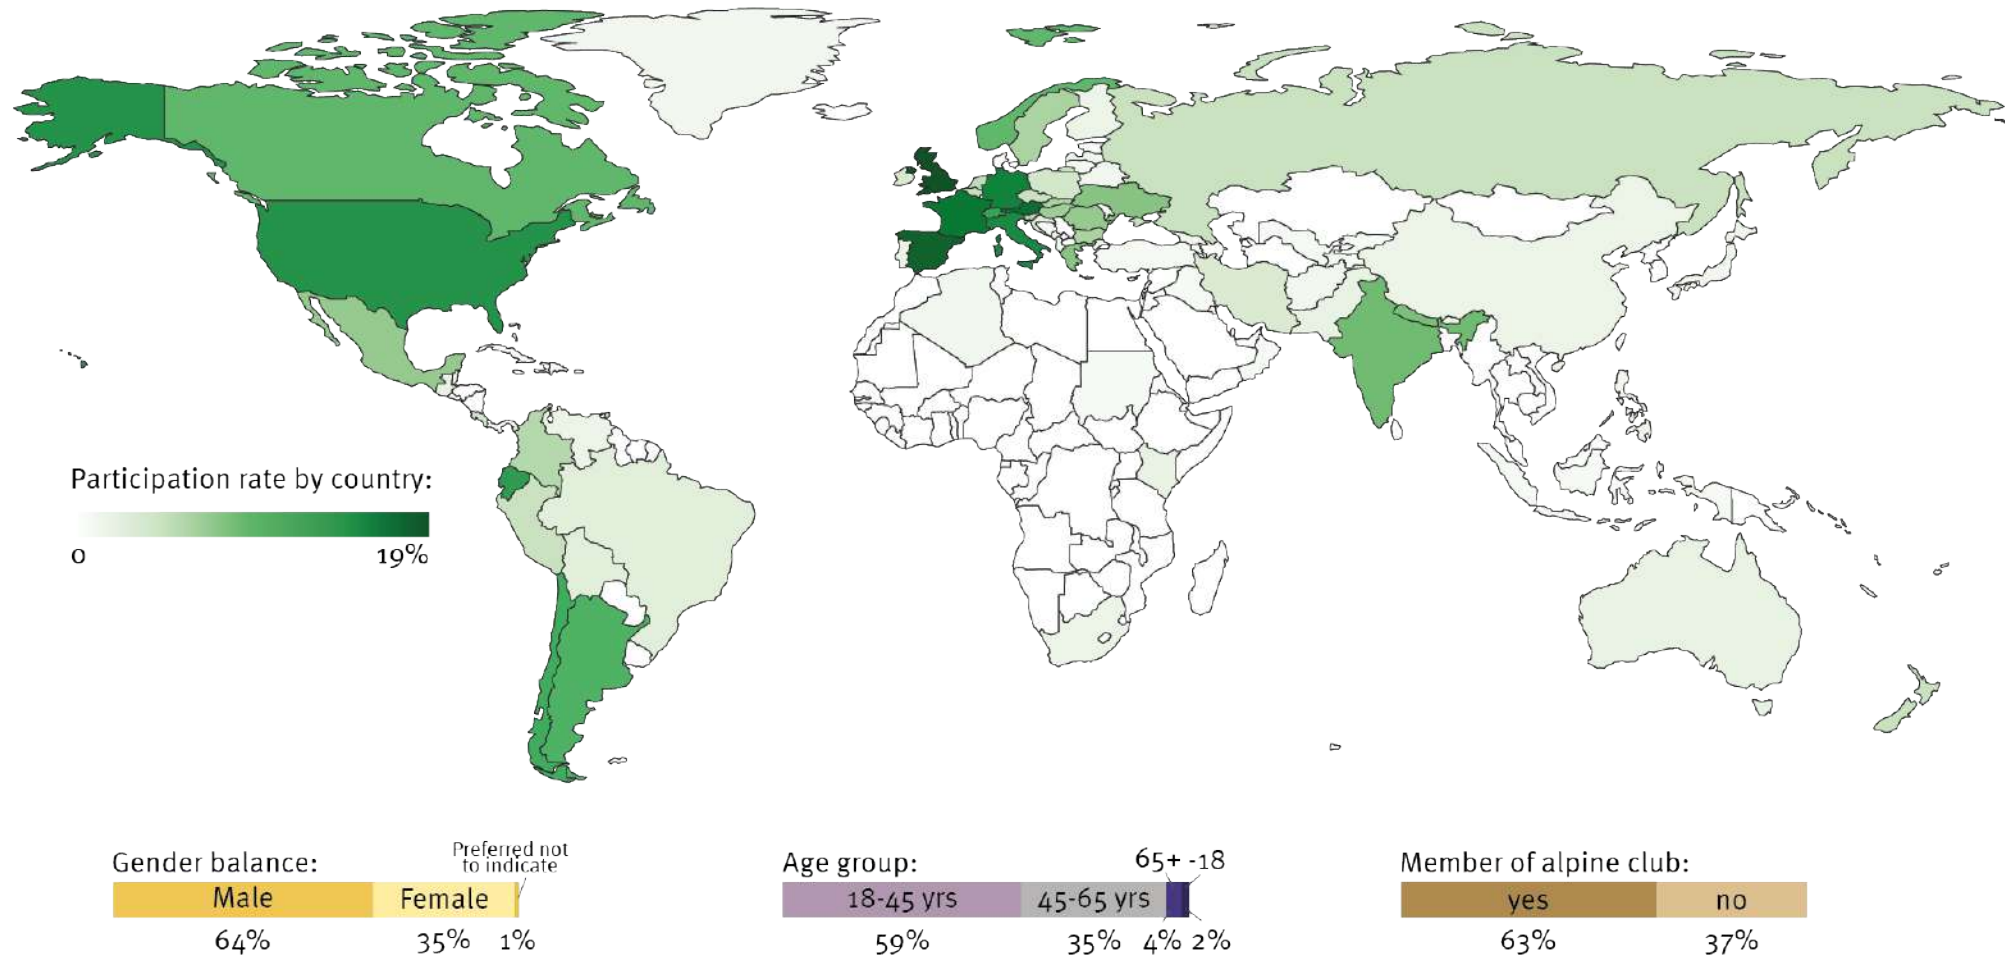 Participation rate by country:
0 19%
Gender balance:
Preferred not
to indicate
Male Female
64% 35% 1%
Age group:
65+ -18
18-45 yrs 45-65 yrs
59% 35% 4% 2%
Member of alpine club:
yes no
63% 37%